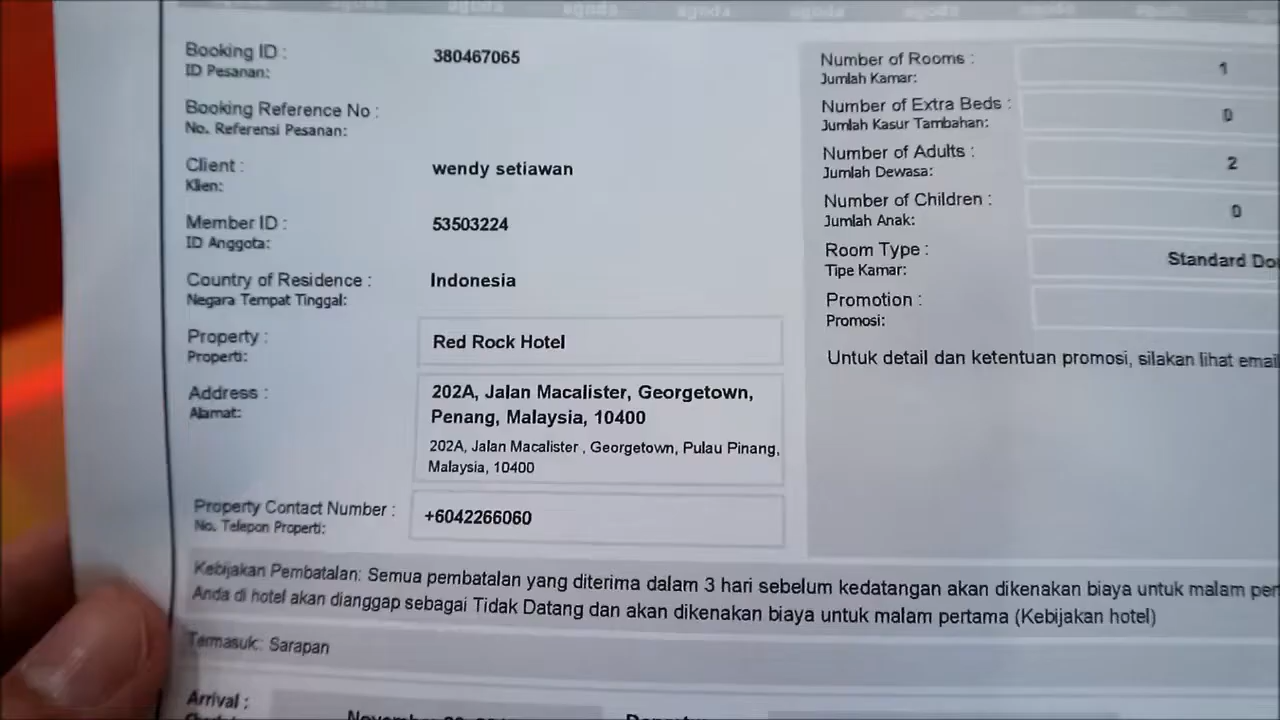 agoda agoda agoda agoda agoda agoda agoda
Booking ID : 380467065
ID Pesanan:
Booking Reference No :
No. Referensi Pesanan:
Client : wendy setiawan
Klien:
Member ID : 53503224
ID Anggota:
Country of Residence : Indonesia
Negara Tempat Tinggal:
Property : Red Rock Hotel
Properti:
Address : 202A, Jalan Macalister, Georgetown,
Alamat: Penang, Malaysia, 10400
202A, Jalan Macalister , Georgetown, Pulau Pinang,
Malaysia, 10400
Property Contact Number : +6042266060
No. Telepon Properti:
Number of Rooms : 1
Jumlah Kamar:
Number of Extra Beds : 0
Jumlah Kasur Tambahan:
Number of Adults : 2
Jumlah Dewasa:
Number of Children : 0
Jumlah Anak:
Room Type : Standard
Tipe Kamar:
Promotion :
Promosi:
Untuk detail dan ketentuan promosi, silakan lihat email
Kebijakan Pembatalan: Semua pembatalan yang diterima dalam 3 hari sebelum kedatangan akan dikenakan biaya untuk malam
Anda di hotel akan dianggap sebagai Tidak Datang dan akan dikenakan biaya untuk malam pertama (Kebijakan hotel)
Termasuk: Sarapan
Arrival :